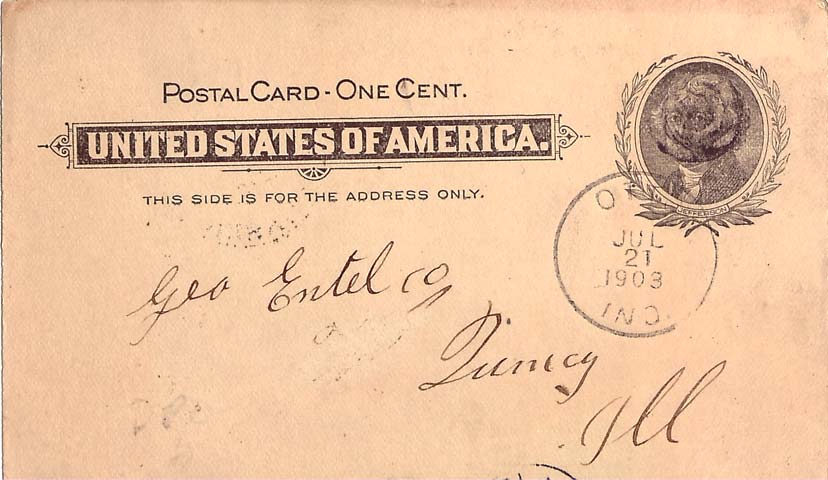 POSTAL CARD - ONE CENT.
UNITED STATES OF AMERICA.
THIS SIDE IS FOR THE ADDRESS ONLY.
JEFFERSON
JUL
21
1903
IND.
Geo Entel co
Quincy
Ill